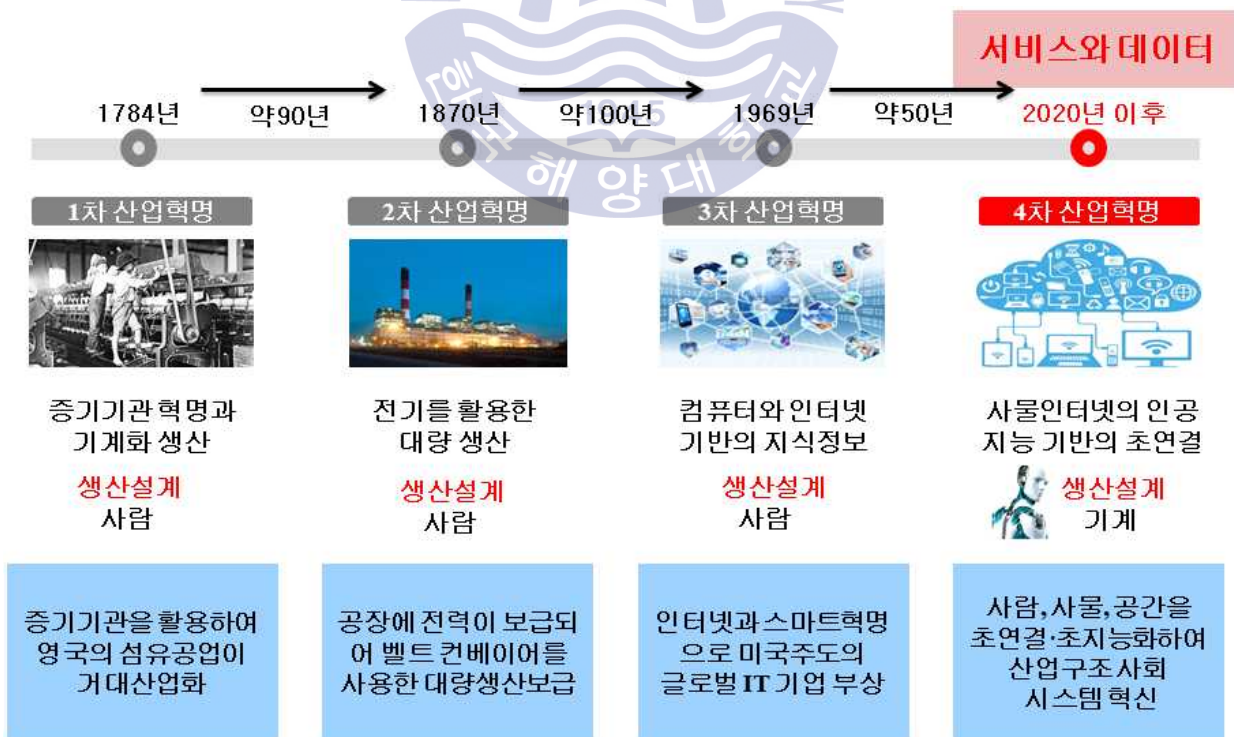 서비스와 데이터
1784년
약90년
1870년
약100년
1969년
약50년
2020년 이후
1945
한국해양대학교
1차 산업혁명
2차 산업혁명
3차 산업혁명
4차 산업혁명
증기기관 혁명과
기계화 생산
전기를 활용한
대량 생산
컴퓨터와 인터넷
기반의 지식정보
사물인터넷의 인공
지능 기반의 초연결
생산설계
사람
생산설계
사람
생산설계
사람
생산설계
기계
증기기관을 활용하여
영국의 섬유공업이
거대산업화
공장에 전력이 보급되
어 벨트 컨베이어를
사용한 대량생산보급
인터넷과 스마트혁명
으로 미국주도의
글로벌 IT 기업 부상
사람,사물,공간을
초연결·초지능화하여
산업구조사회
시스템 혁신